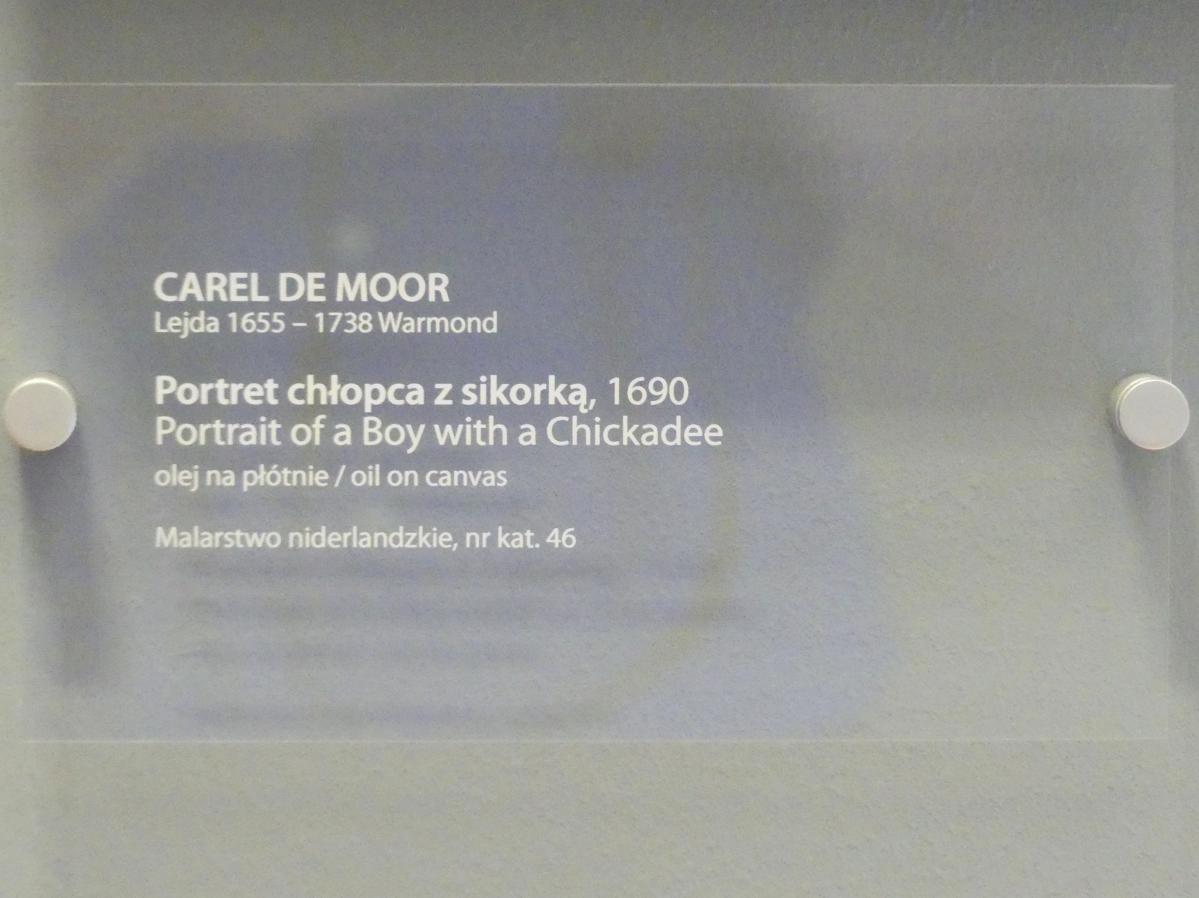 CAREL DE MOOR
Lejda 1655 – 1738 Warmond
Portret chłopca z sikorką, 1690
Portrait of a Boy with a Chickadee
olej na płótnie / oil on canvas
Malarstwo niderlandzkie, nr kat. 46